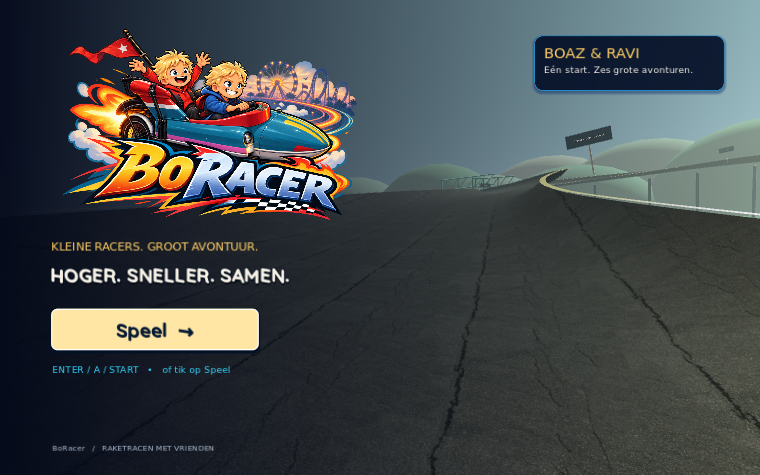 BORACER
BOAZ & RAVI
Eén start. Zes grote avonturen.
KLEINE RACERS. GROOT AVONTUUR.
HOGER. SNELLER. SAMEN.
Speel →
ENTER / A / START • of tik op Speel
BoRacer / RAKETRACEN MET VRIENDEN